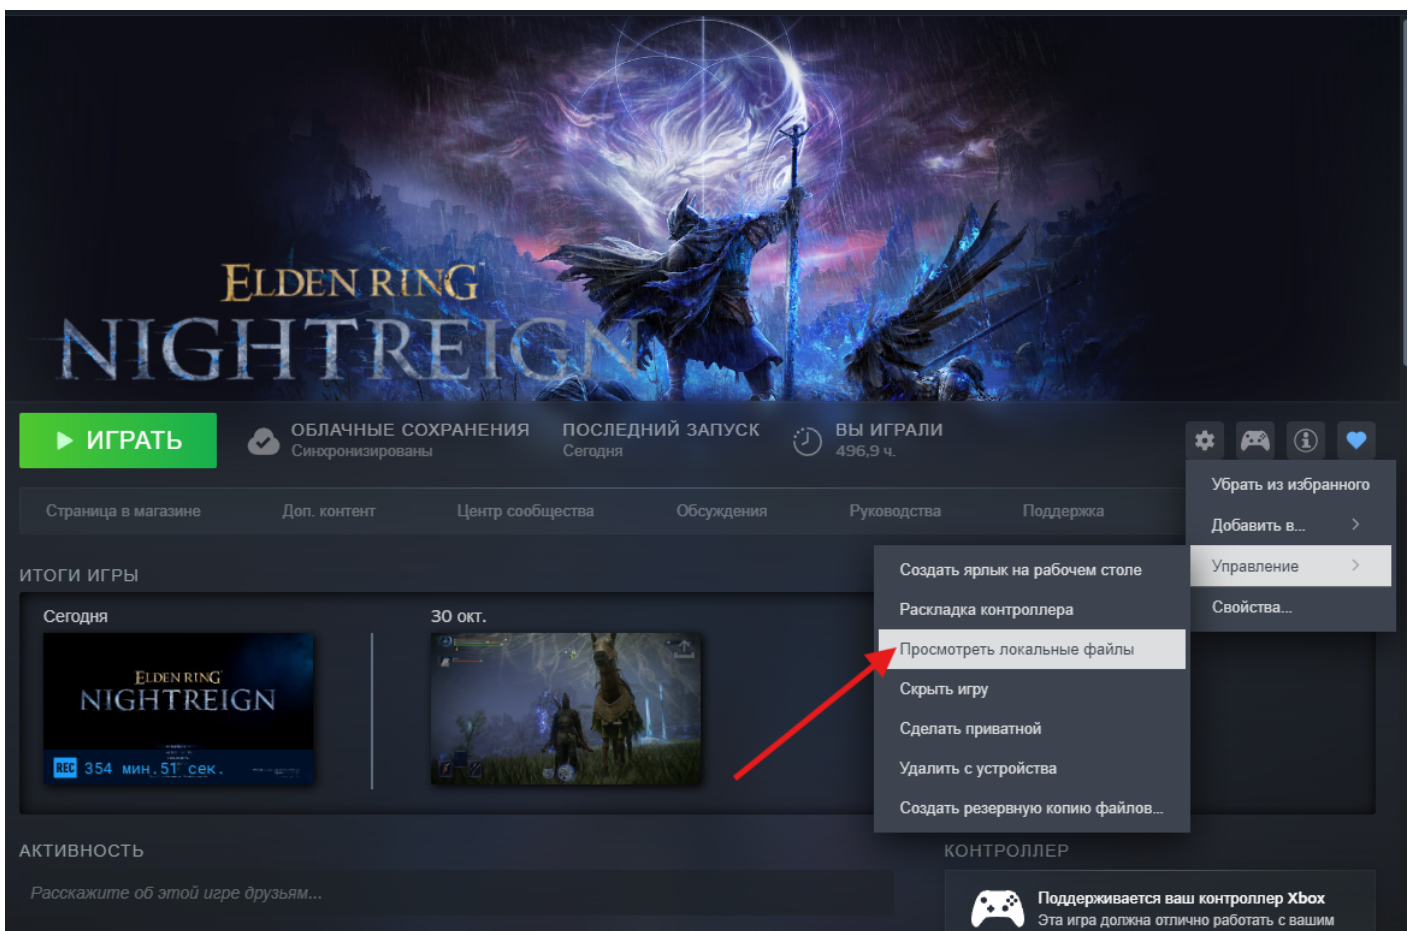 ELDEN RING
NIGHTREIGN
ИГРАТЬ
ОБЛАЧНЫЕ СОХРАНЕНИЯ
Синхронизированы
ПОСЛЕДНИЙ ЗАПУСК
Сегодня
ВЫ ИГРАЛИ
496,9 ч.
Убрать из избранного
Добавить в...
Управление
Свойства...
Страница в магазине
Доп. контент
Центр сообщества
Обсуждения
Руководства
Поддержка
Создать ярлык на рабочем столе
Раскладка контроллера
Просмотреть локальные файлы
Скрыть игру
Сделать приватной
Удалить с устройства
Создать резервную копию файлов...
ИТОГИ ИГРЫ
Сегодня
ELDEN RING
NIGHTREIGN
REC 354 мин. 51 сек.
30 окт.
АКТИВНОСТЬ
Расскажите об этой игре друзьям...
КОНТРОЛЛЕР
Поддерживается ваш контроллер Xbox
Эта игра должна отлично работать с вашим